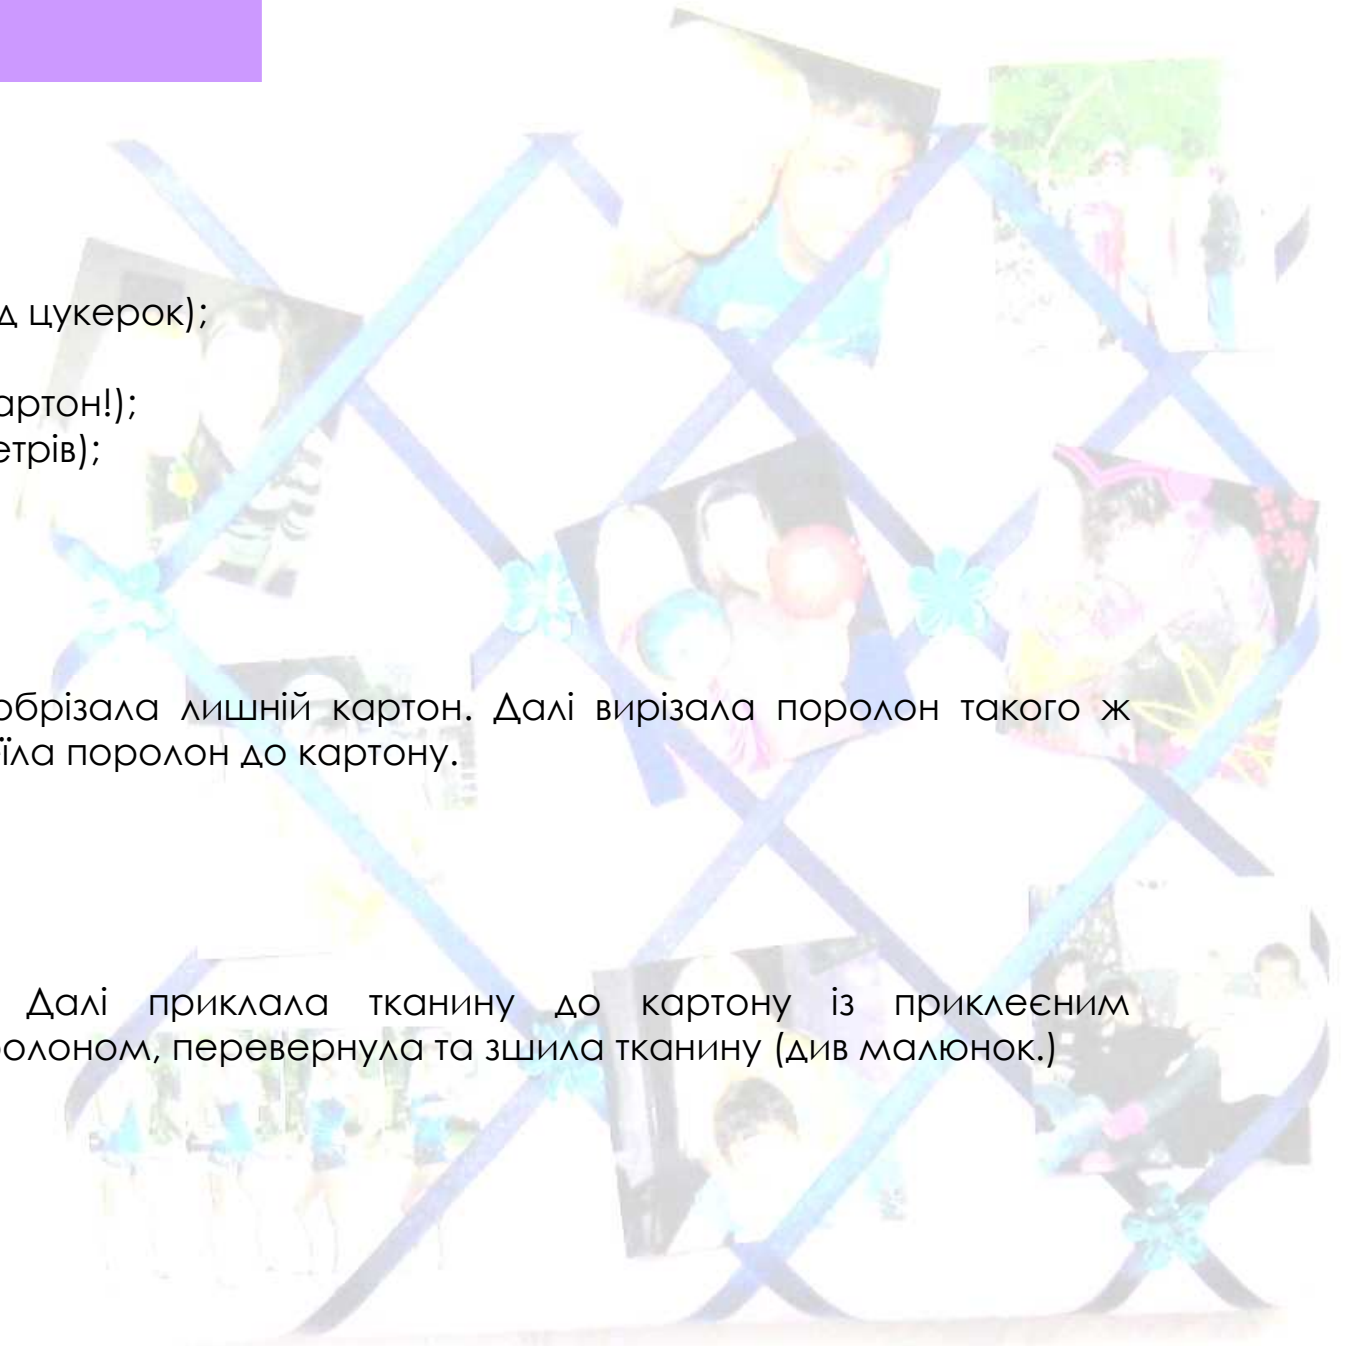 д цукерок);
артон!);
етрів);
обрізала лишній картон. Далі вирізала поролон такого ж
їла поролон до картону.
Далі приклала тканину до картону із приклеєним
ролоном, перевернула та зшила тканину (див малюнок.)